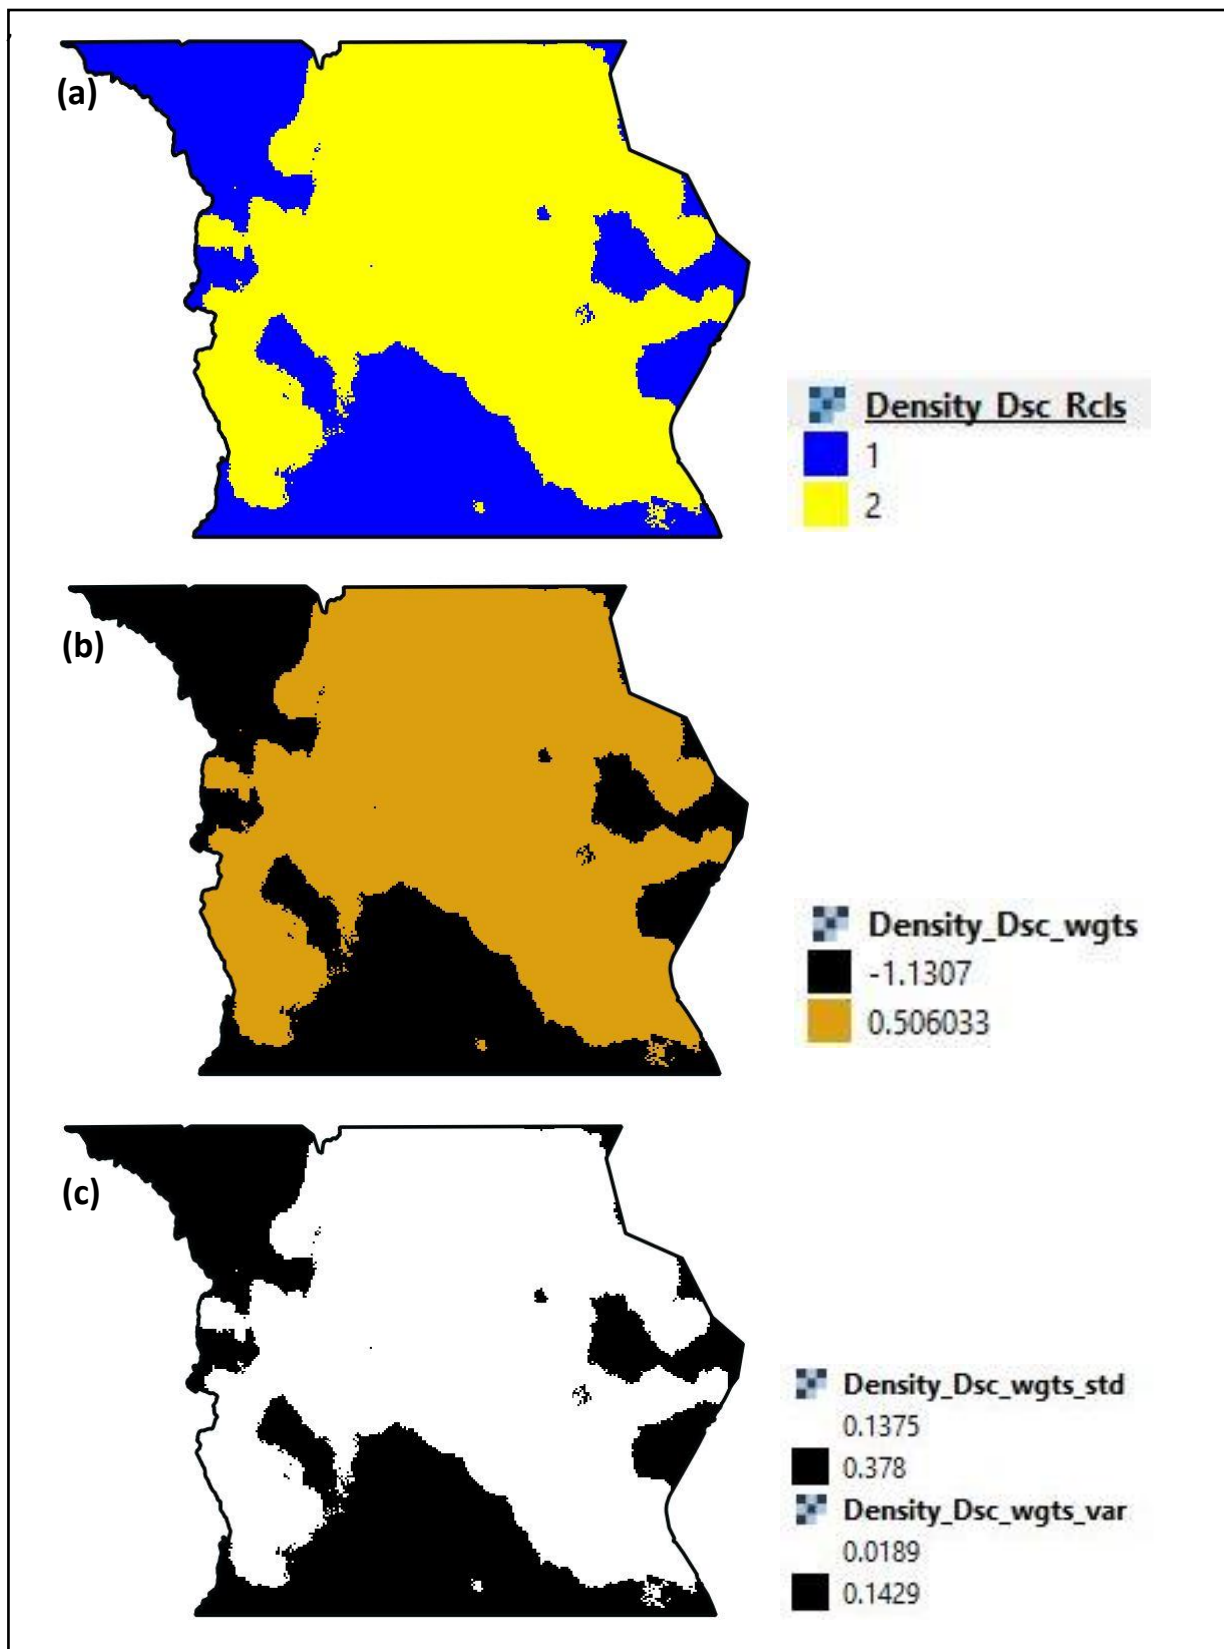 (a)
Density_Dsc_Rcls
1
2
(b)
Density_Dsc_wgts
-1.1307
0.506033
(c)
Density_Dsc_wgts_std
0.1375
0.378
Density_Dsc_wgts_var
0.0189
0.1429